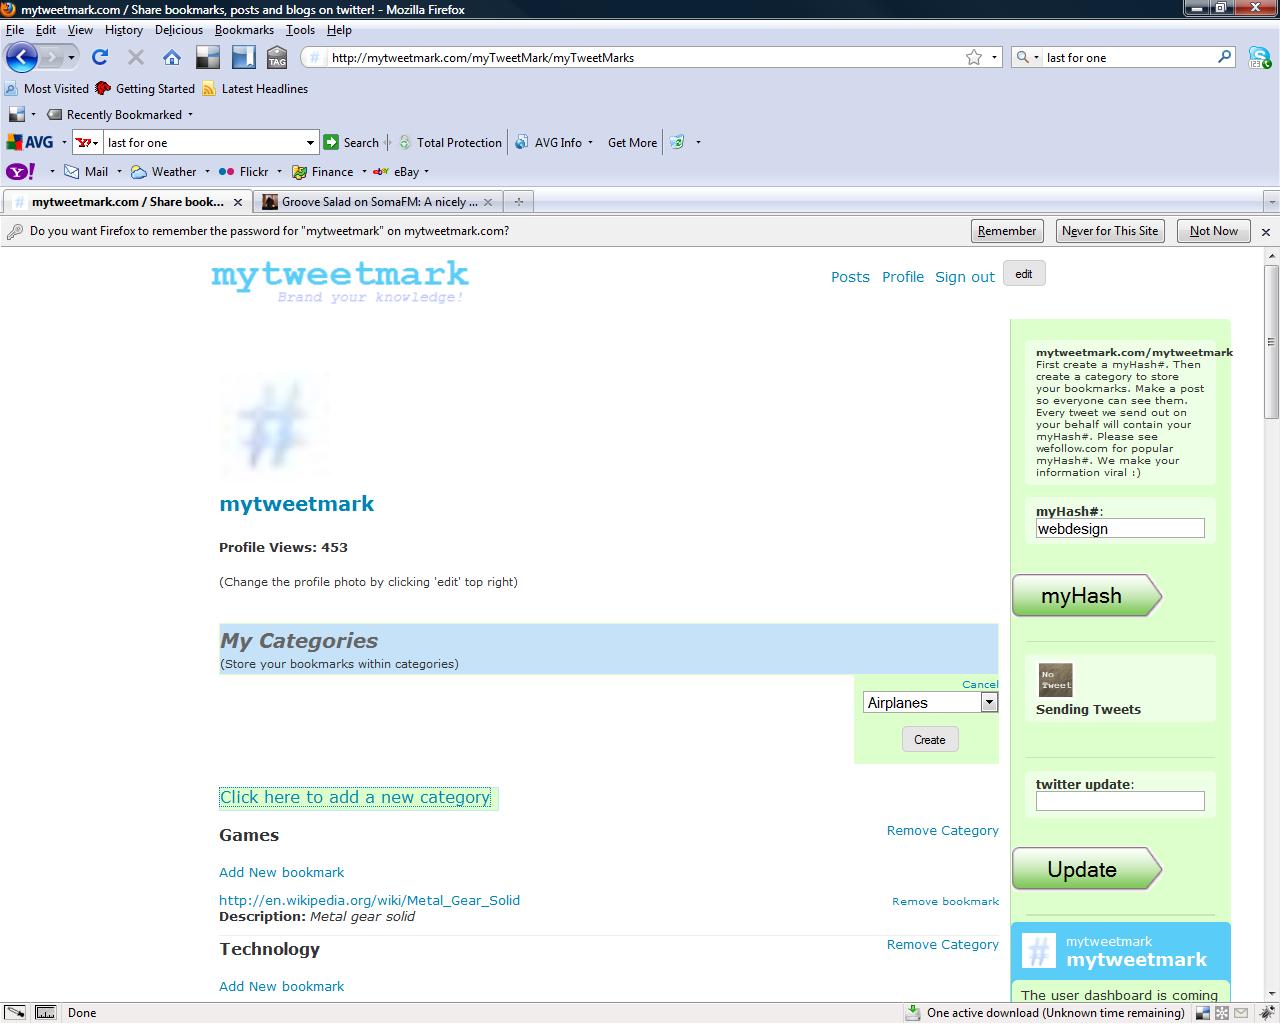 mytweetmark.com / Share bookmarks, posts and blogs on twitter! - Mozilla Firefox
File Edit View History Delicious Bookmarks Tools Help
TAG
http://mytweetmark.com/myTweetMark/myTweetMarks
last for one
Most Visited Getting Started Latest Headlines
Recently Bookmarked
AVG last for one Search Total Protection AVG Info Get More
Y! Mail Weather Flickr Finance eBay
mytweetmark.com / Share book... Groove Salad on SomaFM: A nicely ...
Do you want Firefox to remember the password for "mytweetmark" on mytweetmark.com? Remember Never for This Site Not Now
mytweetmark
Brand your knowledge!
Posts Profile Sign out edit
#
mytweetmark
Profile Views: 453
(Change the profile photo by clicking 'edit' top right)
My Categories
(Store your bookmarks within categories)
Cancel
Airplanes
Create
Click here to add a new category
Games Remove Category
Add New bookmark
http://en.wikipedia.org/wiki/Metal_Gear_Solid Remove bookmark
Description: Metal gear solid
Technology Remove Category
Add New bookmark
mytweetmark.com/mytweetmark
First create a myHash#. Then
create a category to store
your bookmarks. Make a post
so everyone can see them.
Every tweet we send out on
your behalf will contain your
myHash#. Please see
wefollow.com for popular
myHash#. We make your
information viral :)
myHash#:
webdesign
myHash
No
Tweet
Sending Tweets
twitter update:
Update
# mytweetmark
mytweetmark
The user dashboard is coming
Done One active download (Unknown time remaining)